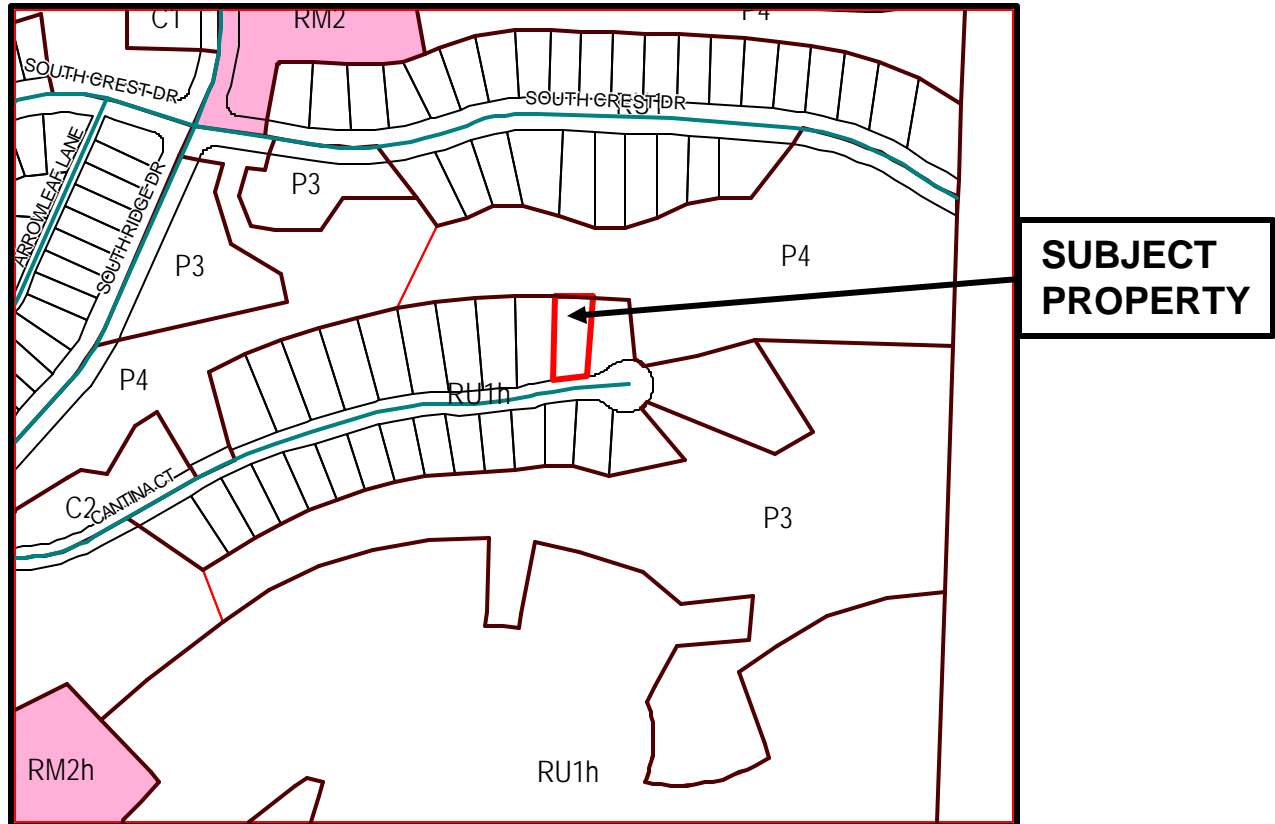 C1
RM2
P4
SOUTH CREST DR
SOUTH CREST DR
ARROWLEAF LANE
SOUTH RIDGE DR
P3
P3
P4
SUBJECT
PROPERTY
P4
RU1h
C2
CANTINA CT
P3
RM2h
RU1h